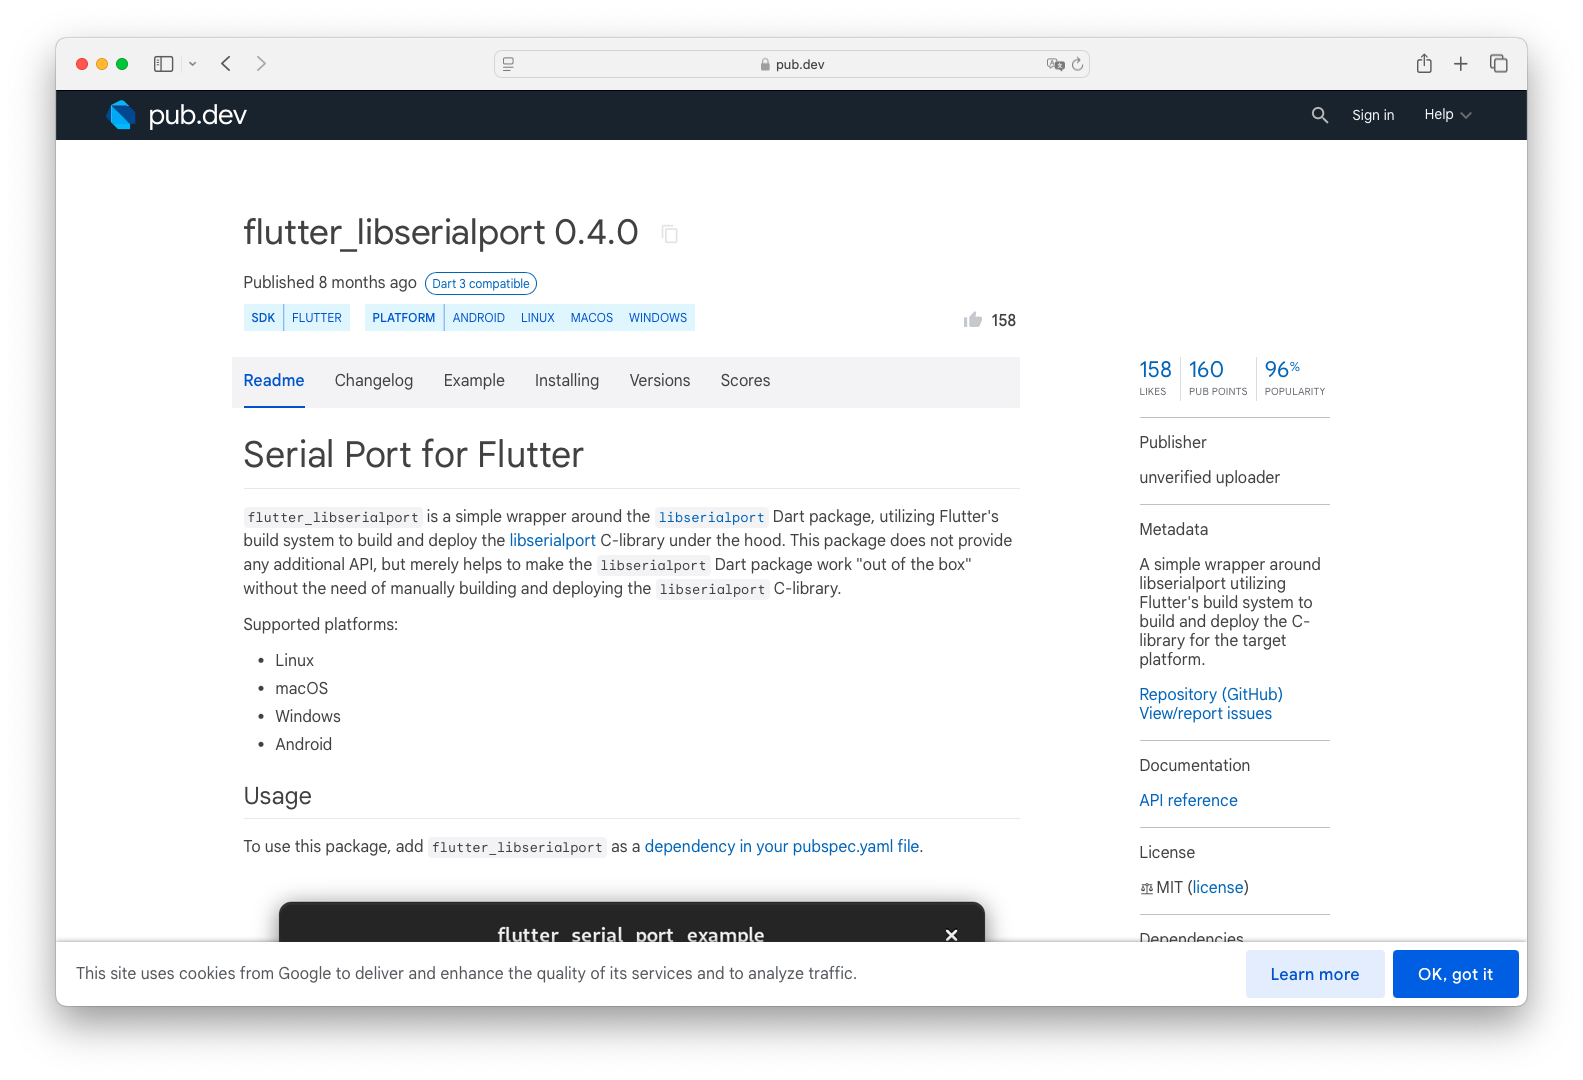 pub.dev
pub.dev
Sign in
Help
flutter_libserialport 0.4.0
Published 8 months ago
Dart 3 compatible
SDK FLUTTER PLATFORM ANDROID LINUX MACOS WINDOWS
158
Readme Changelog Example Installing Versions Scores
Serial Port for Flutter
flutter_libserialport is a simple wrapper around the libserialport Dart package, utilizing Flutter's
build system to build and deploy the libserialport C-library under the hood. This package does not provide
any additional API, but merely helps to make the libserialport Dart package work "out of the box"
without the need of manually building and deploying the libserialport C-library.
Supported platforms:
• Linux
• macOS
• Windows
• Android
Usage
To use this package, add flutter_libserialport as a dependency in your pubspec.yaml file.
flutter_serial_port_example
158 160 96%
LIKES PUB POINTS POPULARITY
Publisher
unverified uploader
Metadata
A simple wrapper around
libserialport utilizing
Flutter's build system to
build and deploy the C-
library for the target
platform.
Repository (GitHub)
View/report issues
Documentation
API reference
License
MIT (license)
Dependencies
This site uses cookies from Google to deliver and enhance the quality of its services and to analyze traffic.
Learn more
OK, got it